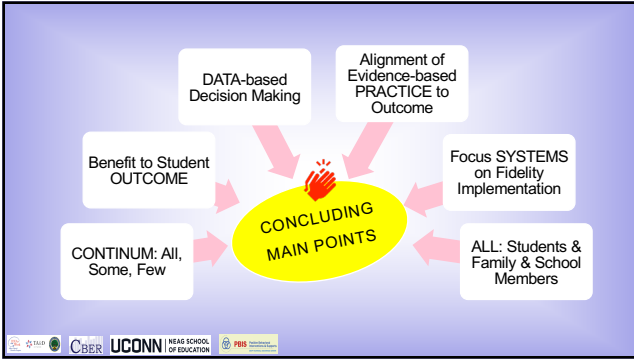 DATA-based
Decision Making
Alignment of
Evidence-based
PRACTICE to
Outcome
Benefit to Student
OUTCOME
Focus SYSTEMS
on Fidelity
Implementation
CONTINUM: All,
Some, Few
CONCLUDING
MAIN POINTS
ALL: Students &
Family & School
Members
CBER
UCONN
NEAG SCHOOL
OF EDUCATION
PBIS